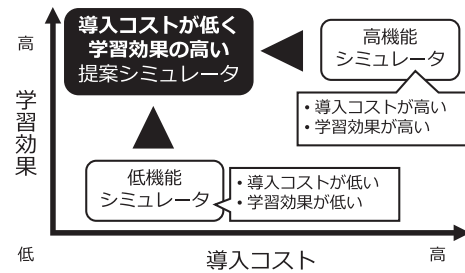 高
導入コストが低く
学習効果の高い
提案シミュレータ
高機能
シミュレータ
・導入コストが高い
・学習効果が高い
学習効果
低機能
シミュレータ
・導入コストが低い
・学習効果が低い
低
導入コスト
高